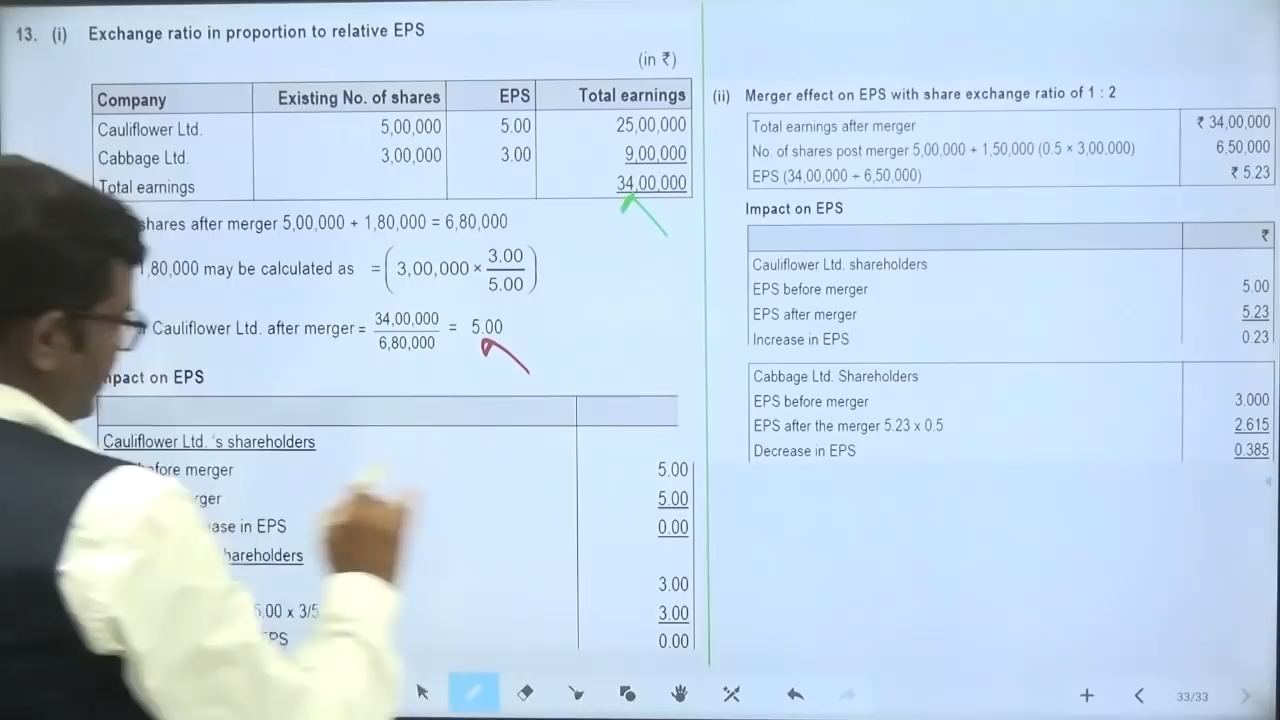 13. (i) Exchange ratio in proportion to relative EPS
(in ₹)
Company Existing No. of shares EPS Total earnings
Cauliflower Ltd. 5,00,000 5.00 25,00,000
Cabbage Ltd. 3,00,000 3.00 9,00,000
Total earnings 34,00,000
shares after merger 5,00,000 + 1,80,000 = 6,80,000
1,80,000 may be calculated as = ( 3,00,000 × 3.00 / 5.00 )
Cauliflower Ltd. after merger = 34,00,000 / 6,80,000 = 5.00
pact on EPS
Cauliflower Ltd. 's shareholders
fore merger 5.00
rger 5.00
ase in EPS 0.00
hareholders
3.00
5.00 x 3/5 3.00
EPS 0.00
(ii) Merger effect on EPS with share exchange ratio of 1 : 2
Total earnings after merger ₹ 34,00,000
No. of shares post merger 5,00,000 + 1,50,000 (0.5 × 3,00,000) 6,50,000
EPS (34,00,000 ÷ 6,50,000) ₹ 5.23
Impact on EPS
₹
Cauliflower Ltd. shareholders
EPS before merger 5.00
EPS after merger 5.23
Increase in EPS 0.23
Cabbage Ltd. Shareholders
EPS before merger 3.000
EPS after the merger 5.23 x 0.5 2.615
Decrease in EPS 0.385
33/33